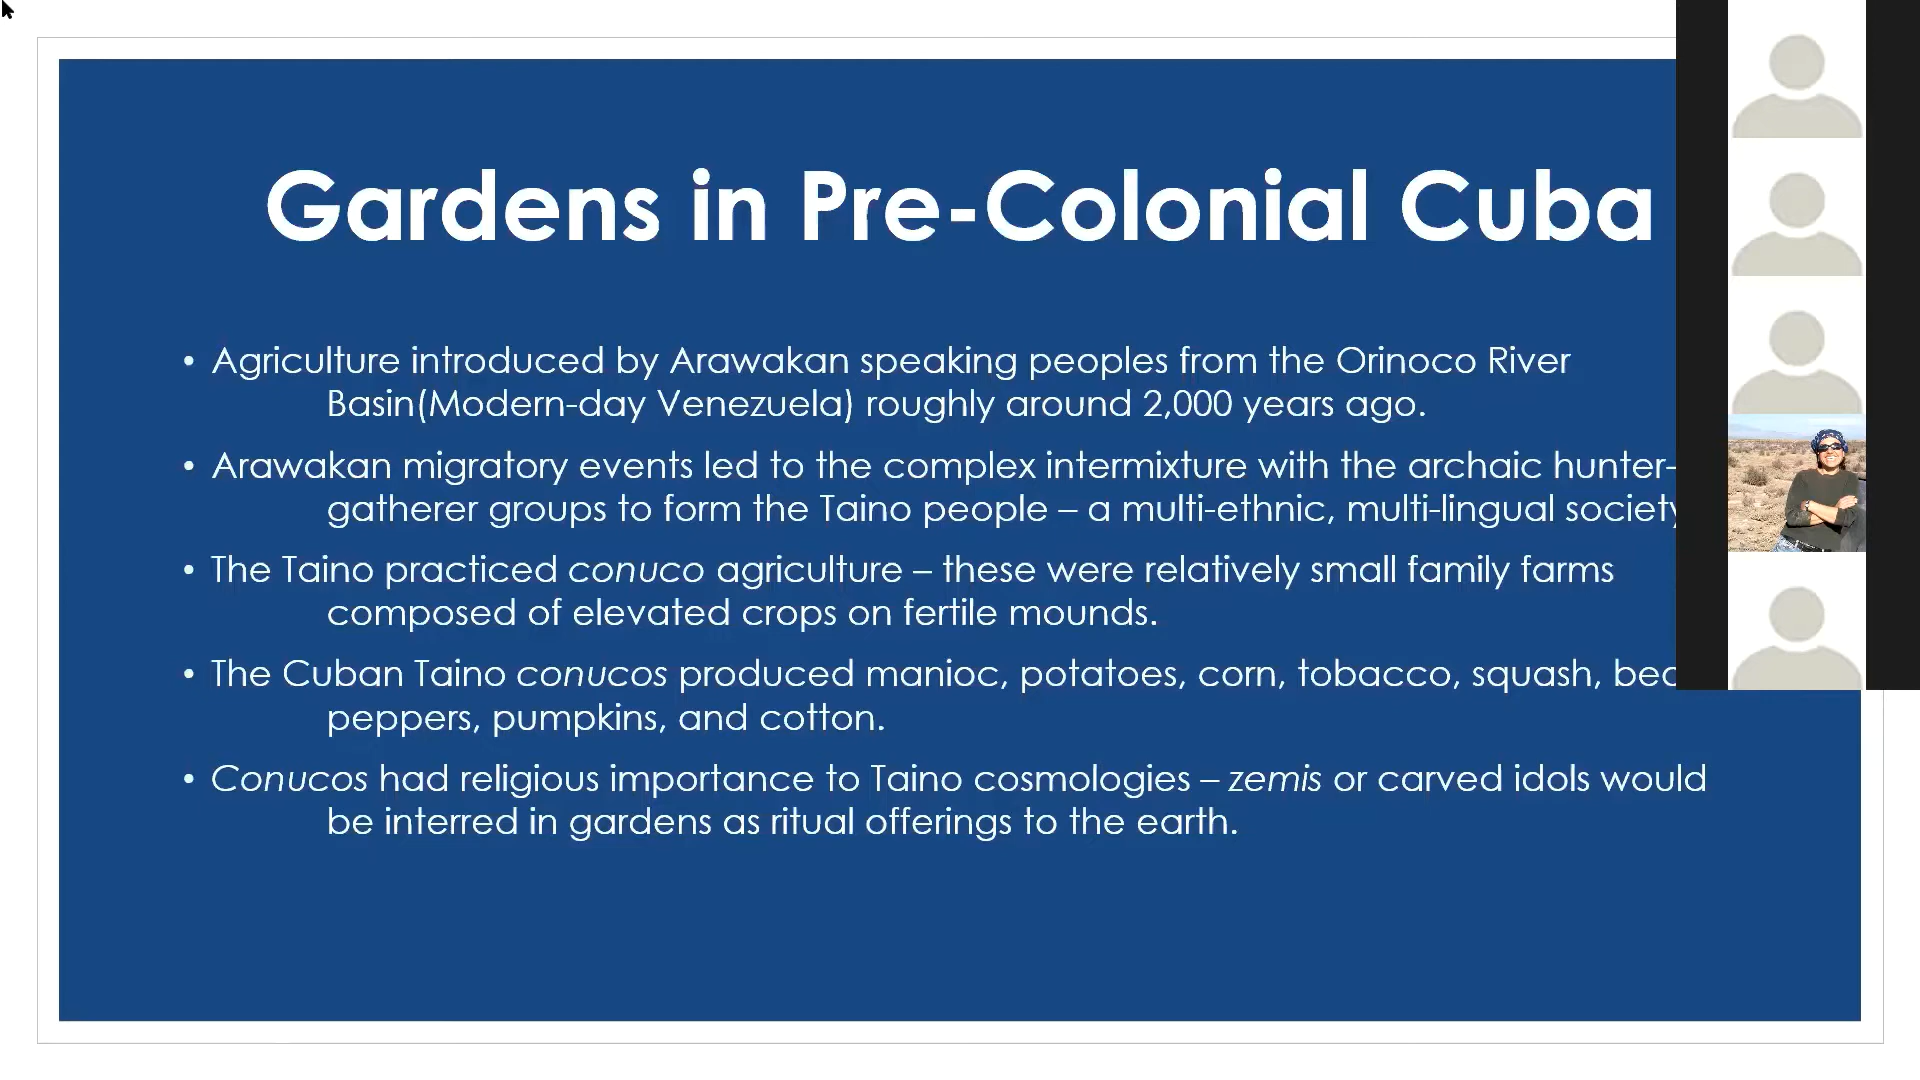 Gardens in Pre-Colonial Cuba
• Agriculture introduced by Arawakan speaking peoples from the Orinoco River
Basin(Modern-day Venezuela) roughly around 2,000 years ago.
• Arawakan migratory events led to the complex intermixture with the archaic hunter-
gatherer groups to form the Taino people – a multi-ethnic, multi-lingual society
• The Taino practiced conuco agriculture – these were relatively small family farms
composed of elevated crops on fertile mounds.
• The Cuban Taino conucos produced manioc, potatoes, corn, tobacco, squash,
peppers, pumpkins, and cotton.
• Conucos had religious importance to Taino cosmologies – zemis or carved idols would
be interred in gardens as ritual offerings to the earth.